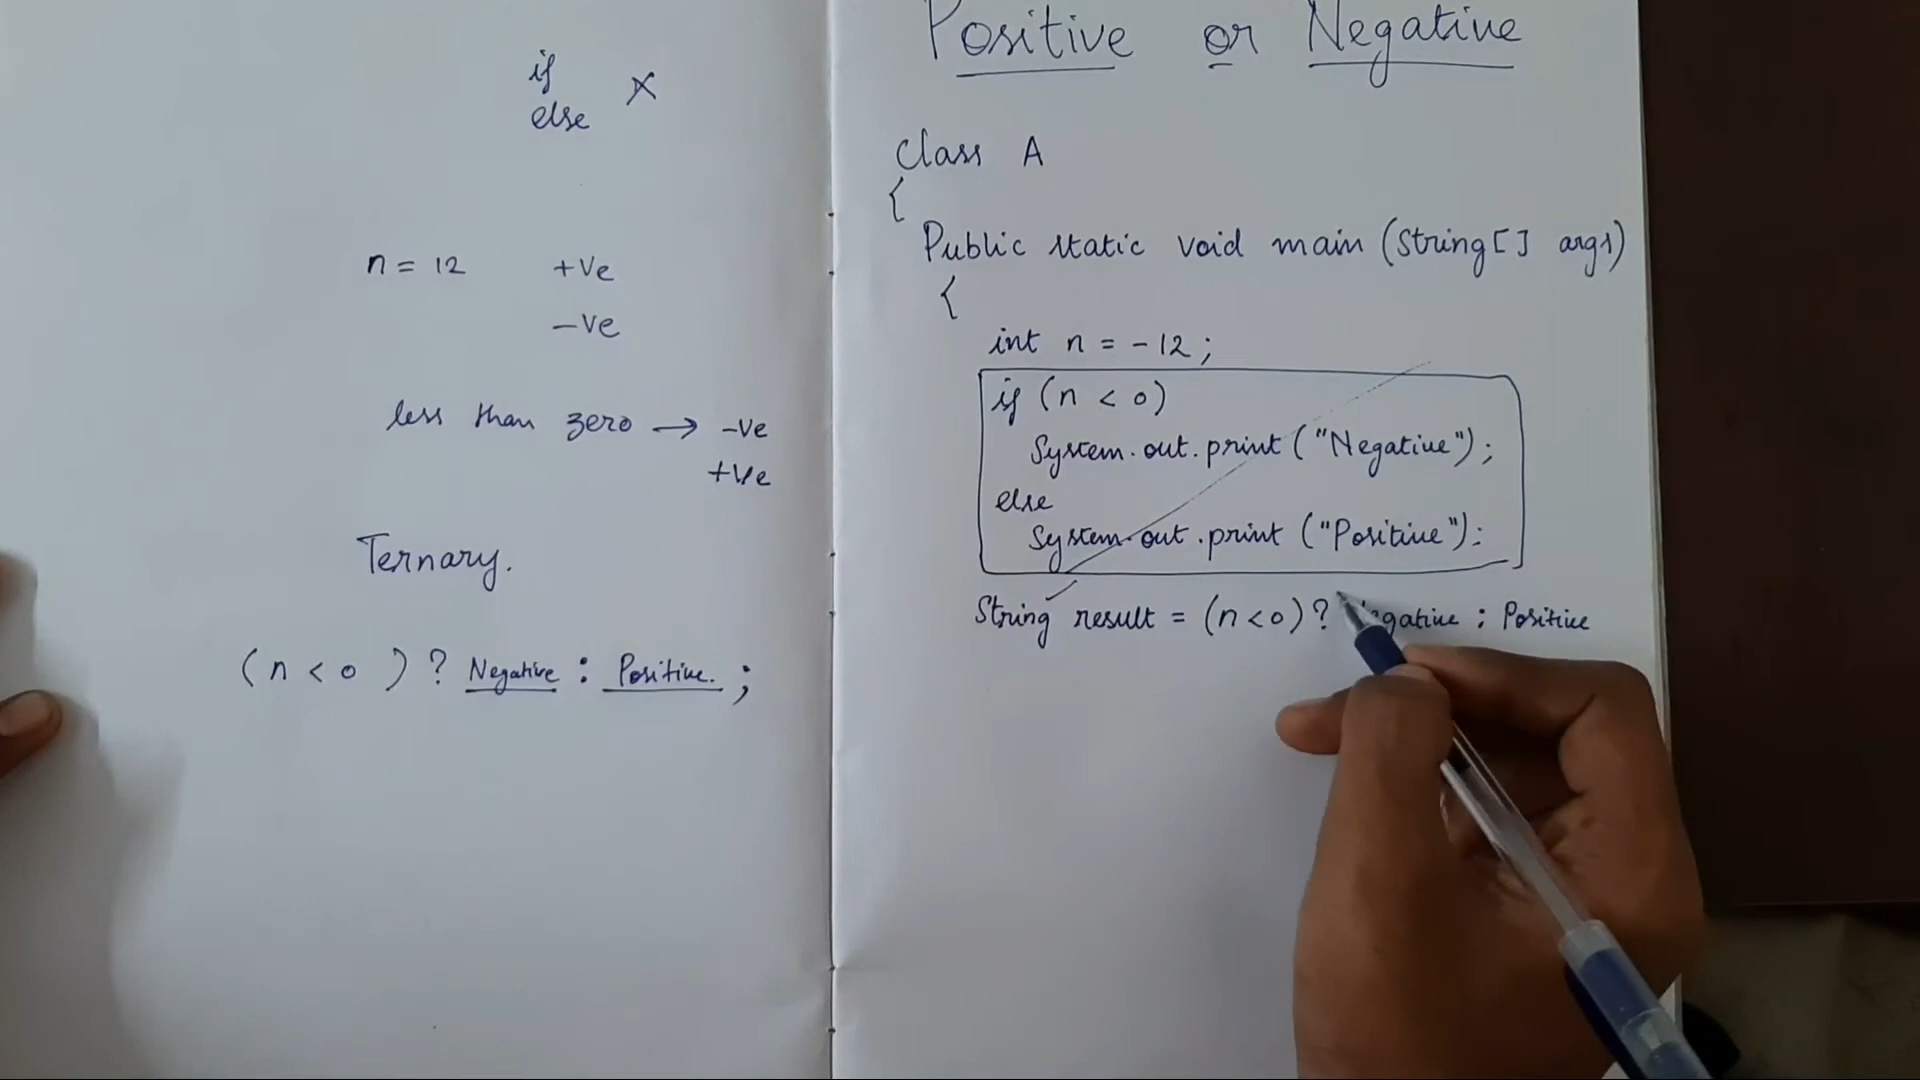 if
else X
n = 12 +Ve
-Ve
less than zero → -Ve
+Ve
Ternary.
(n < 0 ) ? Negative : Positive. ;
Positive or Negative
Class A
{
Public static void main (String[] args)
{
int n = -12 ;
if (n < 0)
System.out.print ("Negative");
else
System.out.print ("Positive");
String result = (n<0) ? : Positive